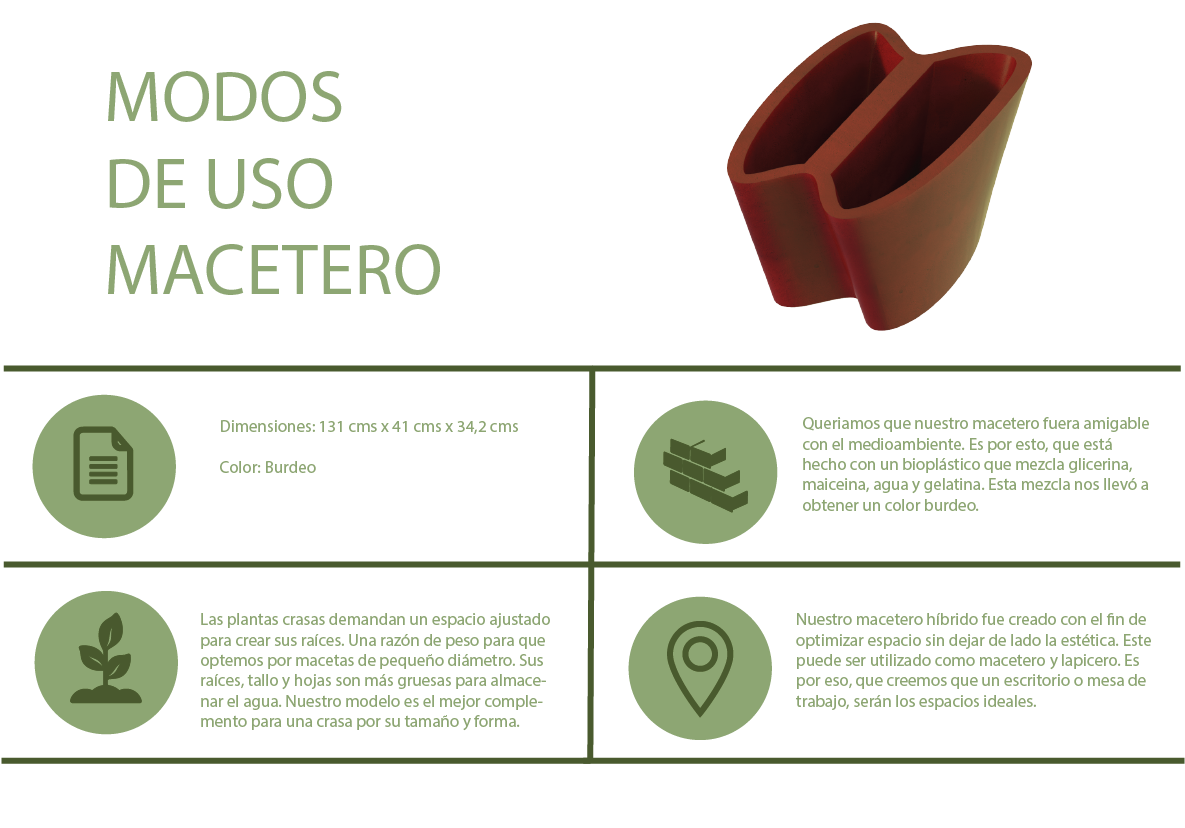 MODOS
DE USO
MACETERO
Dimensiones: 131 cms x 41 cms x 34,2 cms
Color: Burdeo
Queriamos que nuestro macetero fuera amigable
con el medioambiente. Es por esto, que está
hecho con un bioplástico que mezcla glicerina,
maiceina, agua y gelatina. Esta mezcla nos llevó a
obtener un color burdeo.
Las plantas crasas demandan un espacio ajustado
para crear sus raíces. Una razón de peso para que
optemos por macetas de pequeño diámetro. Sus
raíces, tallo y hojas son más gruesas para almace-
nar el agua. Nuestro modelo es el mejor comple-
mento para una crasa por su tamaño y forma.
Nuestro macetero híbrido fue creado con el fin de
optimizar espacio sin dejar de lado la estética. Este
puede ser utilizado como macetero y lapicero. Es
por eso, que creemos que un escritorio o mesa de
trabajo, serán los espacios ideales.